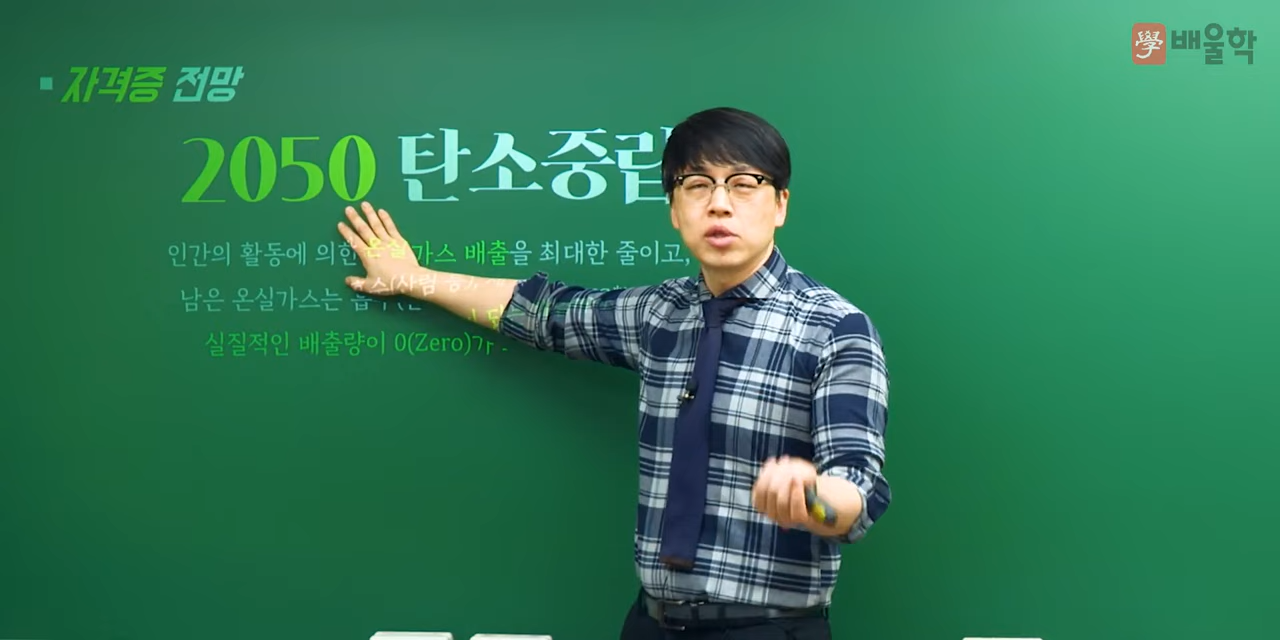 자격증 전망
學 배울학
2050 탄소중립
인간의 활동에 의한 온실가스 배출을 최대한 줄이고,
남은 온실가스는
실질적인 배출량이 0(Zero)가